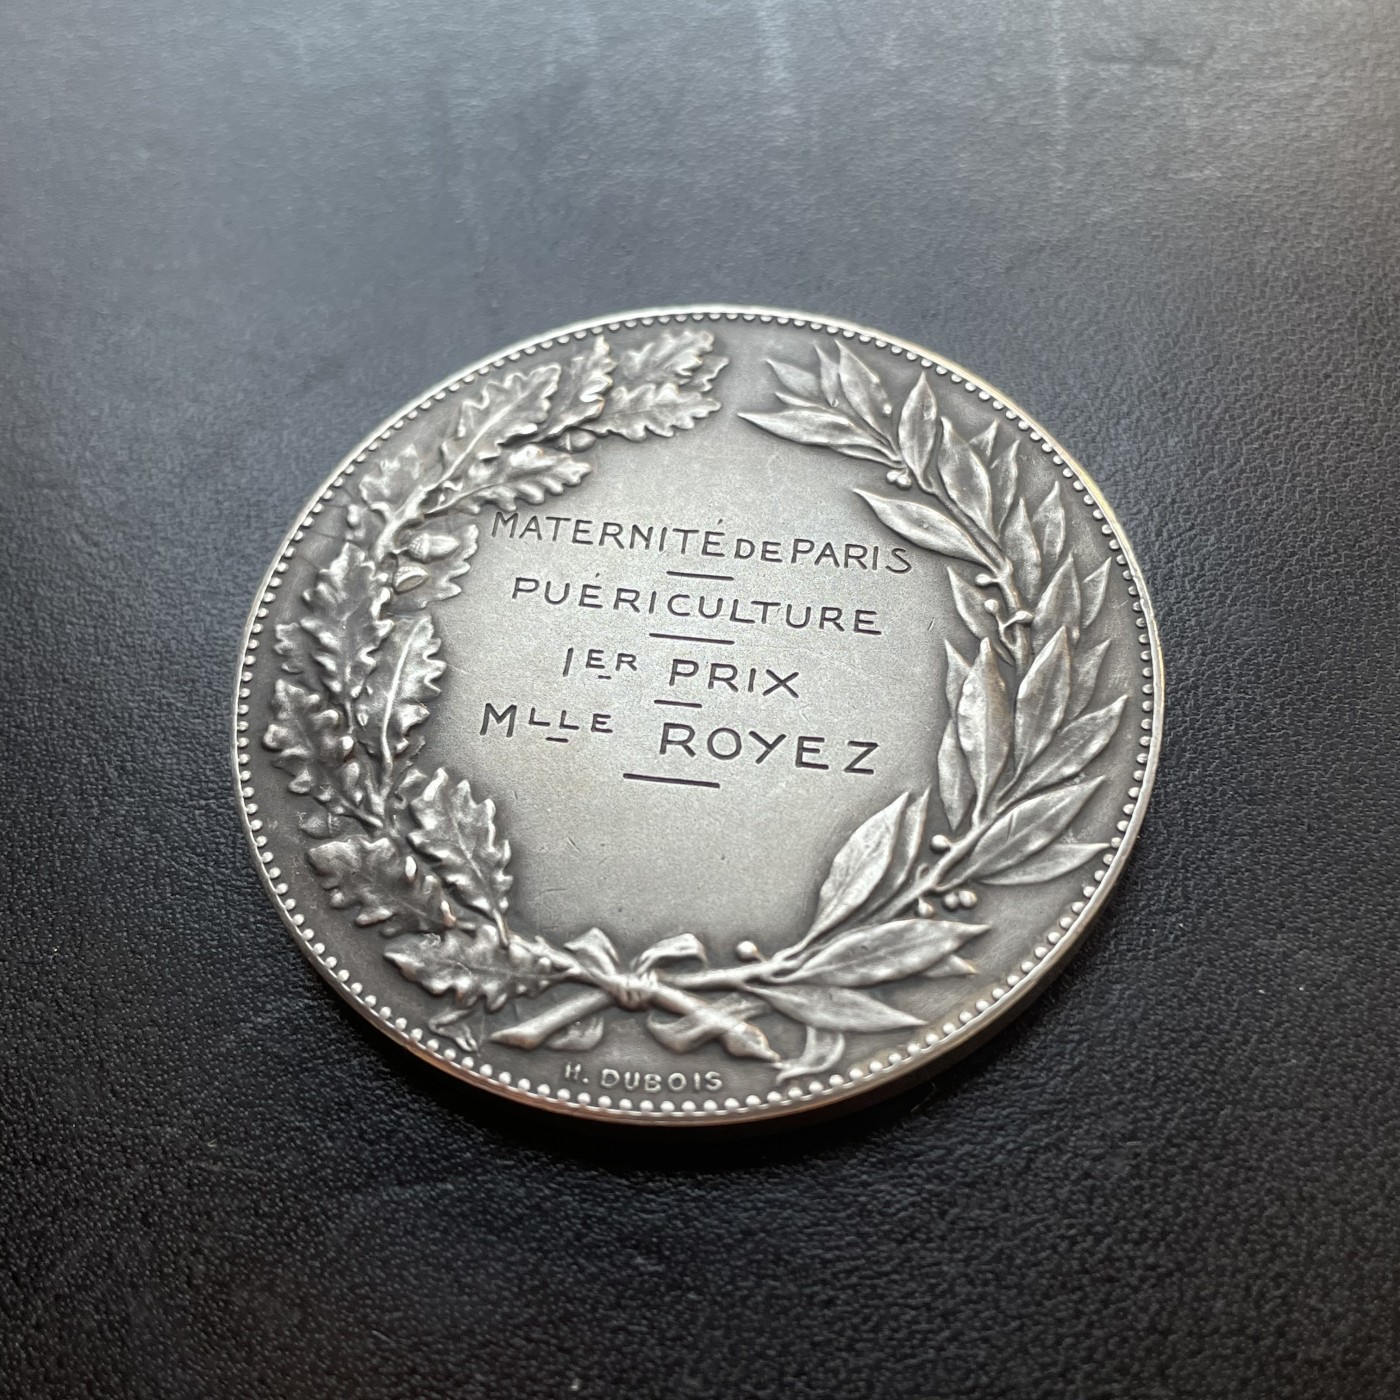 MATERNITÉ DE PARIS
PUÉRICULTURE
1ER PRIX
MLLE ROYEZ
H. DUBOIS